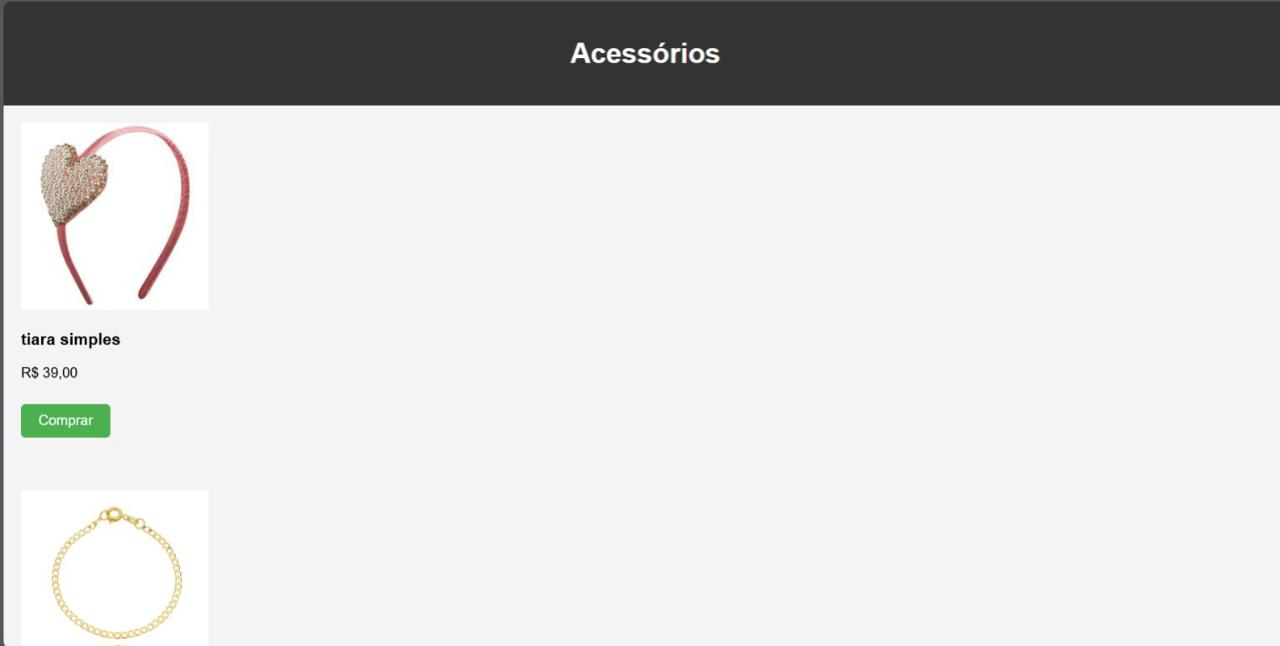 Acessórios
tiara simples
R$ 39,00
Comprar